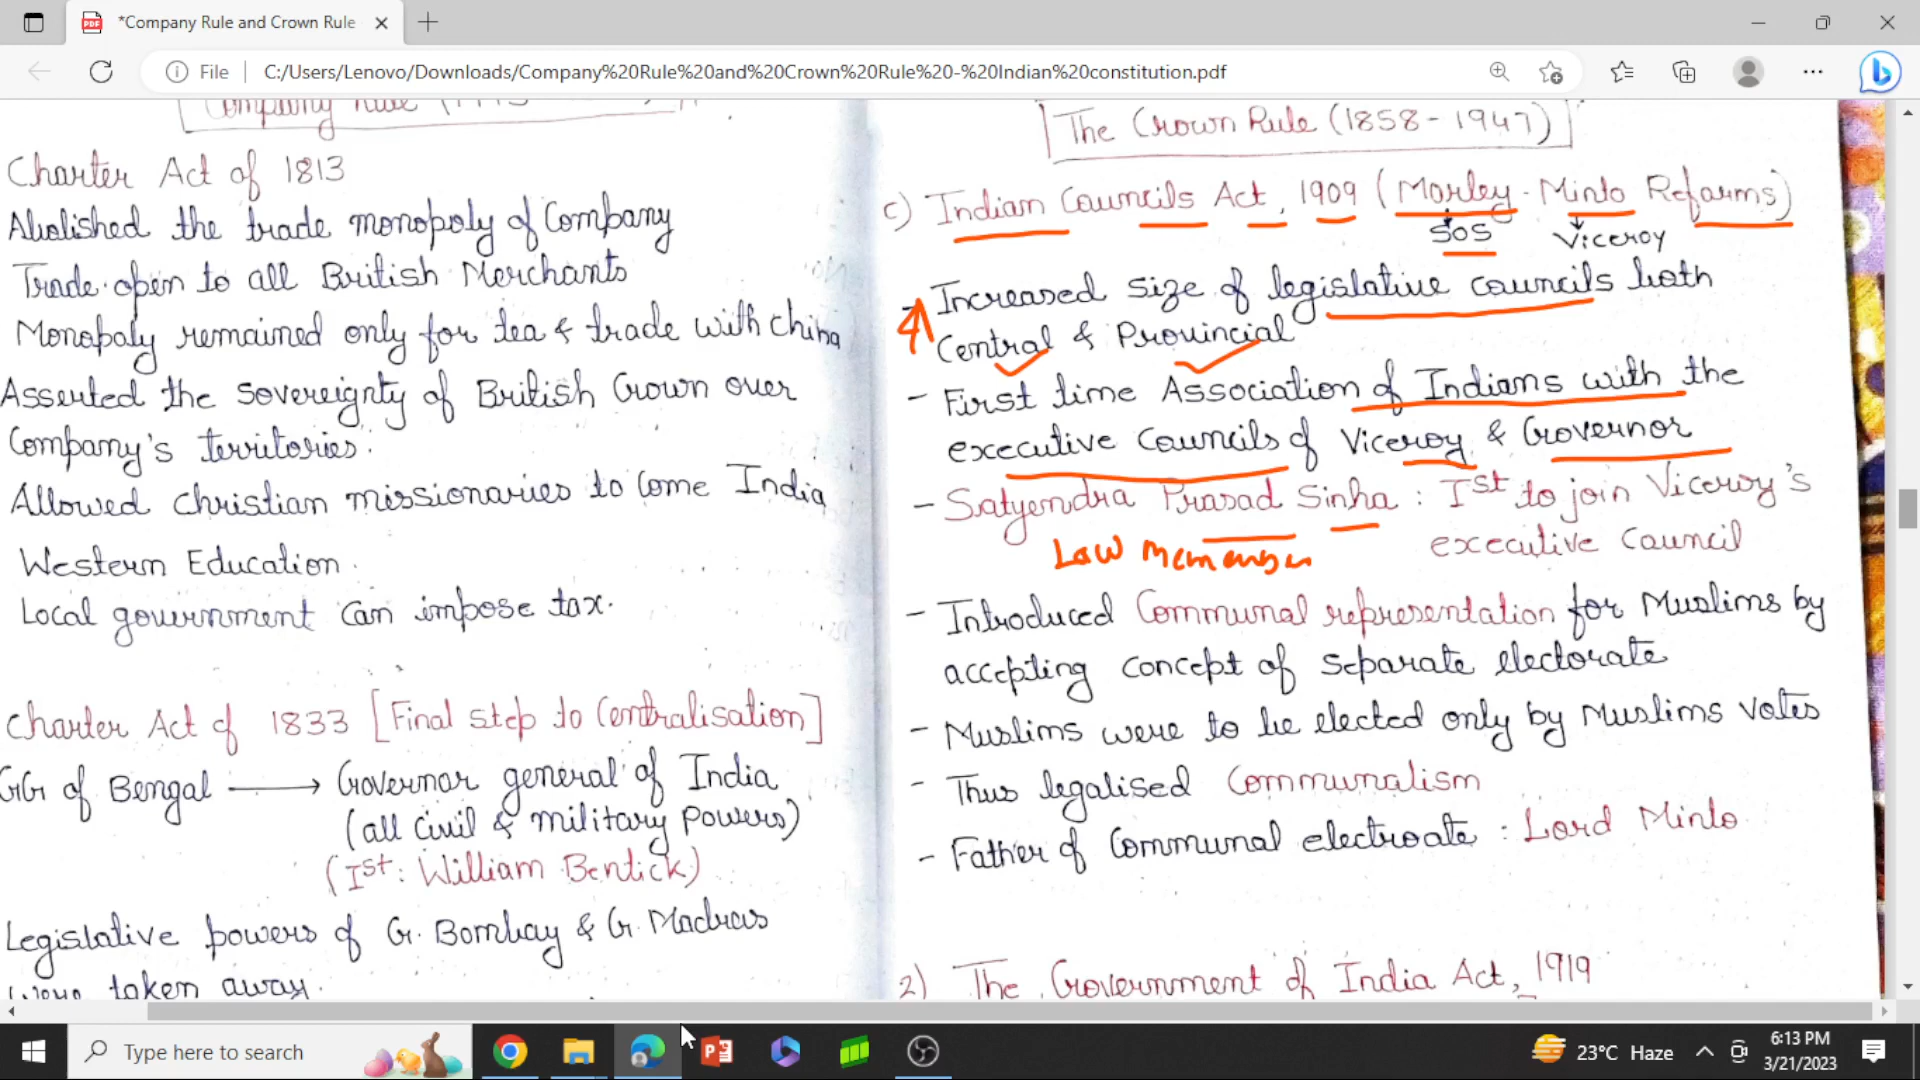 *Company Rule and Crown Rule
File
C:/Users/Lenovo/Downloads/Company%20Rule%20and%20Crown%20Rule%20-%20Indian%20constitution.pdf
Company Rule
Charter Act of 1813
Abolished the trade monopoly of Company
Trade open to all British Merchants
Monopoly remained only for tea & trade with China
Asserted the sovereignty of British Crown over
Company's territories.
Allowed Christian missionaries to come India
Western Education.
Local government can impose tax.
Charter Act of 1833 [Final step to Centralisation]
GG of Bengal → Governor general of India
(all civil & military powers)
(Ist: William Bentick)
Legislative powers of G. Bombay & G. Madras
were taken away.
The Crown Rule (1858-1947)
c) Indian Councils Act, 1909 (Morley-Minto Reforms)
SOS Viceroy
- Increased size of legislative councils both
Central & Provincial
- First time Association of Indians with the
executive Councils of Viceroy & Governor
- Satyendra Prasad Sinha : Ist to join Viceroy's
executive Council
Law
- Introduced Communal representation for Muslims by
accepting concept of separate electorate
- Muslims were to be elected only by Muslims votes
- Thus legalised Communalism
- Father of Communal electroate : Lord Minto
2) The Government of India Act, 1919
Type here to search
23°C Haze
6:13 PM
3/21/2023